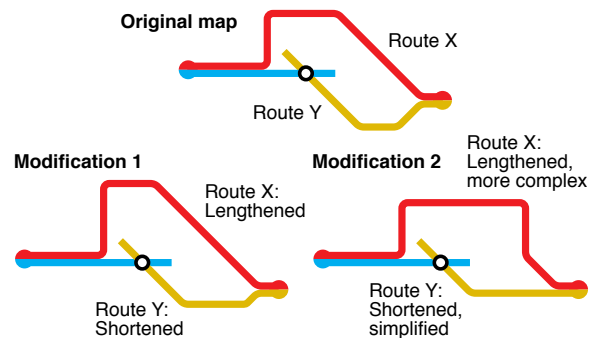 Original map
Route X
Route Y
Modification 1
Route X:
Lengthened
Route Y:
Shortened
Modification 2
Route X:
Lengthened,
more complex
Route Y:
Shortened,
simplified